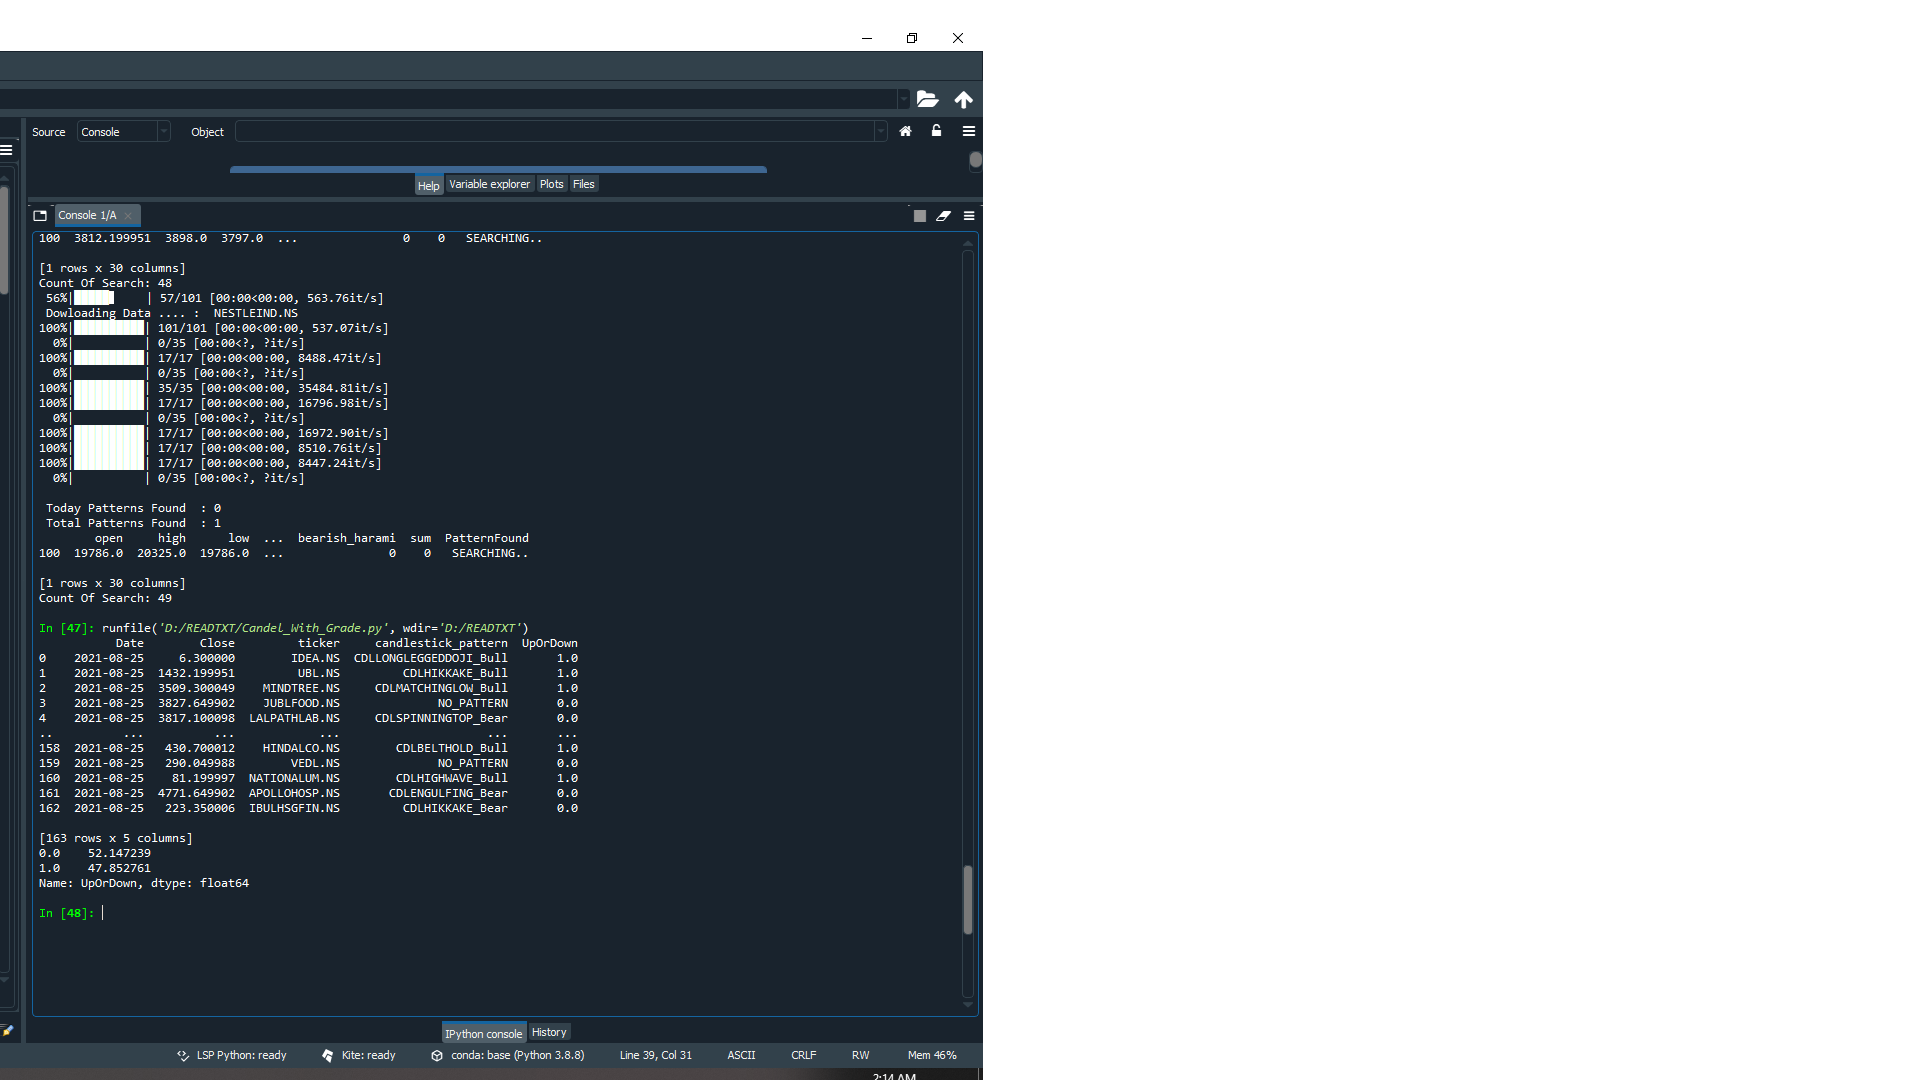 Source Console Object
Help Variable explorer Plots Files
Console 1/A
100  3812.199951  3898.0  3797.0  ...               0    0   SEARCHING..
[1 rows x 30 columns]
Count Of Search: 48
56%| | 57/101 [00:00<00:00, 563.76it/s]
Dowloading Data .... :  NESTLEIND.NS
100%| | 101/101 [00:00<00:00, 537.07it/s]
0%| | 0/35 [00:00<?, ?it/s]
100%| | 17/17 [00:00<00:00, 8488.47it/s]
0%| | 0/35 [00:00<?, ?it/s]
100%| | 35/35 [00:00<00:00, 35484.81it/s]
100%| | 17/17 [00:00<00:00, 16796.98it/s]
0%| | 0/35 [00:00<?, ?it/s]
100%| | 17/17 [00:00<00:00, 16972.90it/s]
100%| | 17/17 [00:00<00:00, 8510.76it/s]
100%| | 17/17 [00:00<00:00, 8447.24it/s]
0%| | 0/35 [00:00<?, ?it/s]
Today Patterns Found  : 0
Total Patterns Found  : 1
open     high      low  ...  bearish_harami  sum  PatternFound
100  19786.0  20325.0  19786.0  ...               0    0   SEARCHING..
[1 rows x 30 columns]
Count Of Search: 49
In [47]: runfile('D:/READTXT/Candel_With_Grade.py', wdir='D:/READTXT')
Date        Close         ticker     candlestick_pattern  UpOrDown
0    2021-08-25     6.300000        IDEA.NS  CDLLONGLEGGEDDOJI_Bull       1.0
1    2021-08-25  1432.199951         UBL.NS         CDLHIKKAKE_Bull       1.0
2    2021-08-25  3509.300049    MINDTREE.NS     CDLMATCHINGLOW_Bull       1.0
3    2021-08-25  3827.649902    JUBLFOOD.NS              NO_PATTERN       0.0
4    2021-08-25  3817.100098  LALPATHLAB.NS     CDLSPINNINGTOP_Bear       0.0
..          ...          ...            ...                     ...       ...
158  2021-08-25   430.700012    HINDALCO.NS        CDLBELTHOLD_Bull       1.0
159  2021-08-25   290.049988        VEDL.NS              NO_PATTERN       0.0
160  2021-08-25    81.199997  NATIONALUM.NS        CDLHIGHWAVE_Bull       1.0
161  2021-08-25  4771.649902  APOLLOHOSP.NS       CDLENGULFING_Bear       0.0
162  2021-08-25   223.350006  IBULHSGFIN.NS         CDLHIKKAKE_Bear       0.0
[163 rows x 5 columns]
0.0    52.147239
1.0    47.852761
Name: UpOrDown, dtype: float64
In [48]:
IPython console History
LSP Python: ready Kite: ready conda: base (Python 3.8.8) Line 39, Col 31 ASCII CRLF RW Mem 46%
2:14 AM